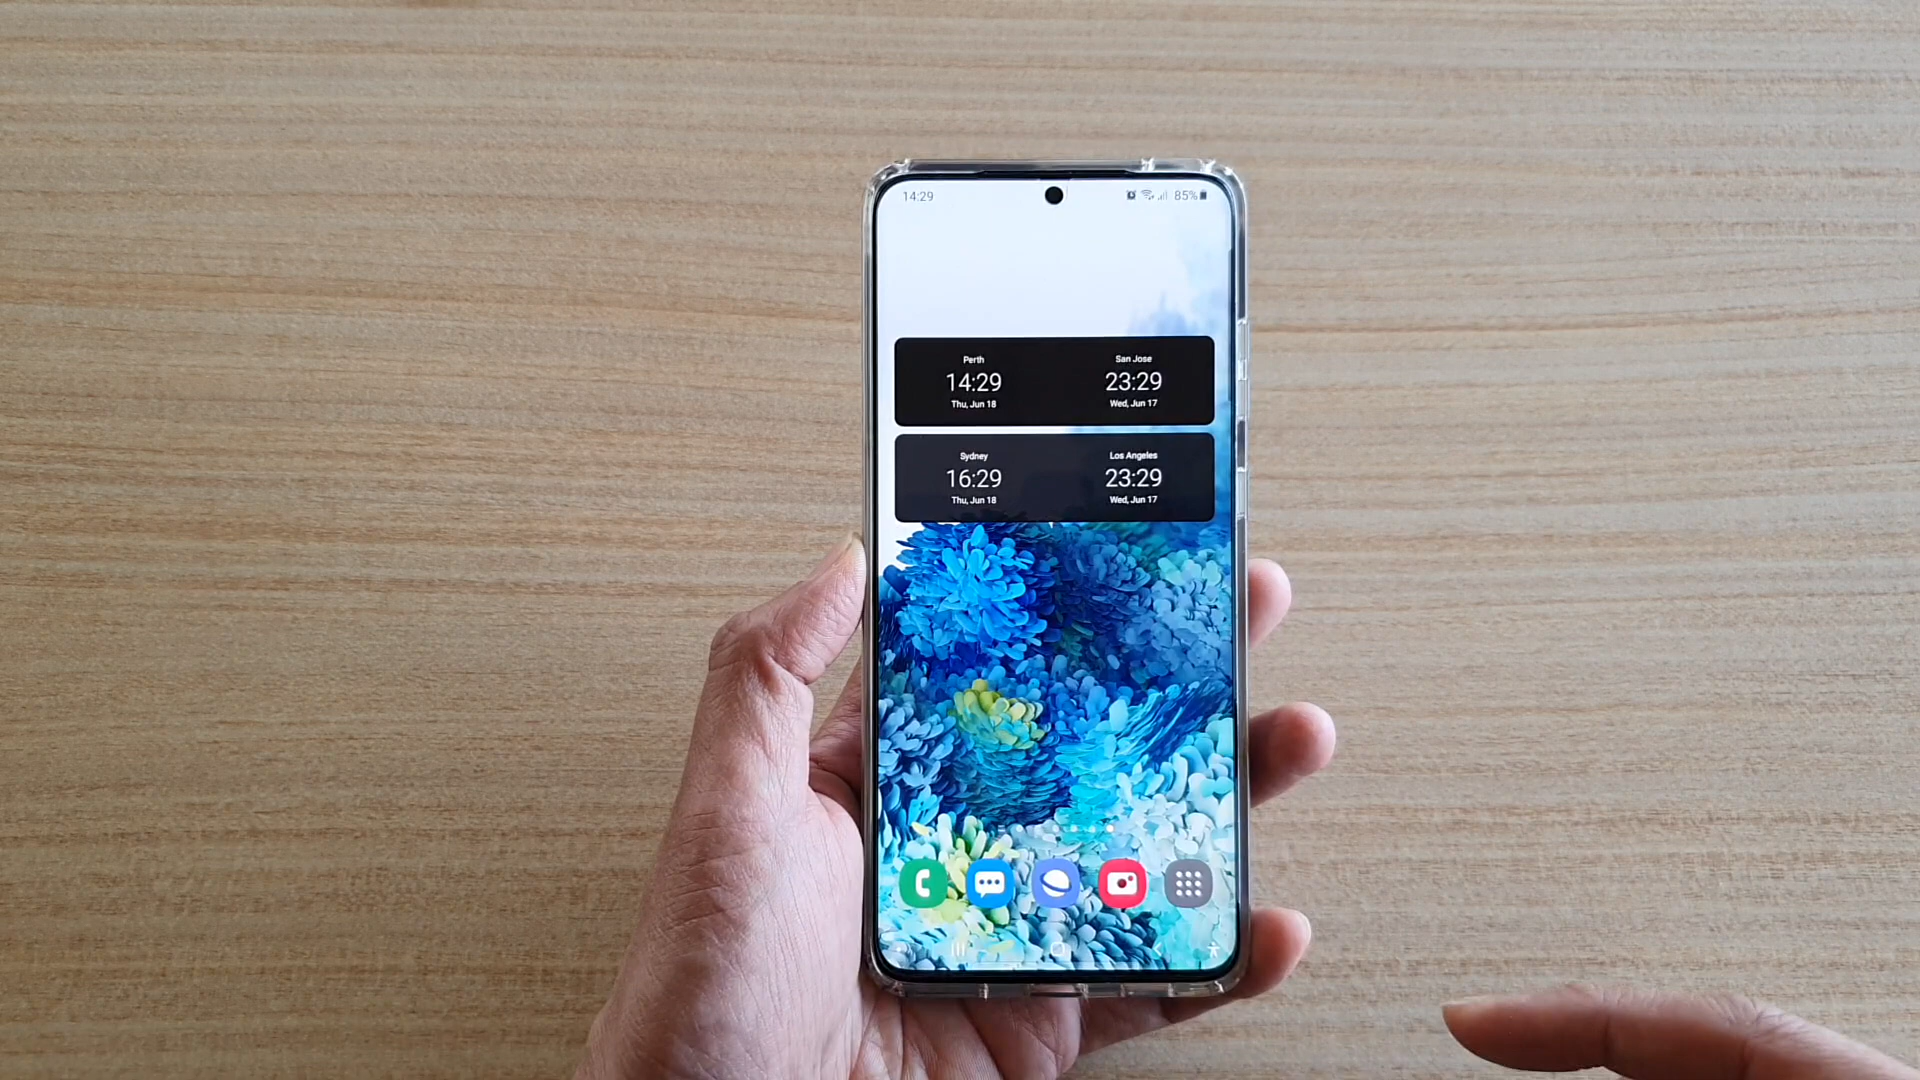 14:29
85%
Perth
14:29
Thu, Jun 18
San Jose
23:29
Wed, Jun 17
Sydney
16:29
Thu, Jun 18
Los Angeles
23:29
Wed, Jun 17